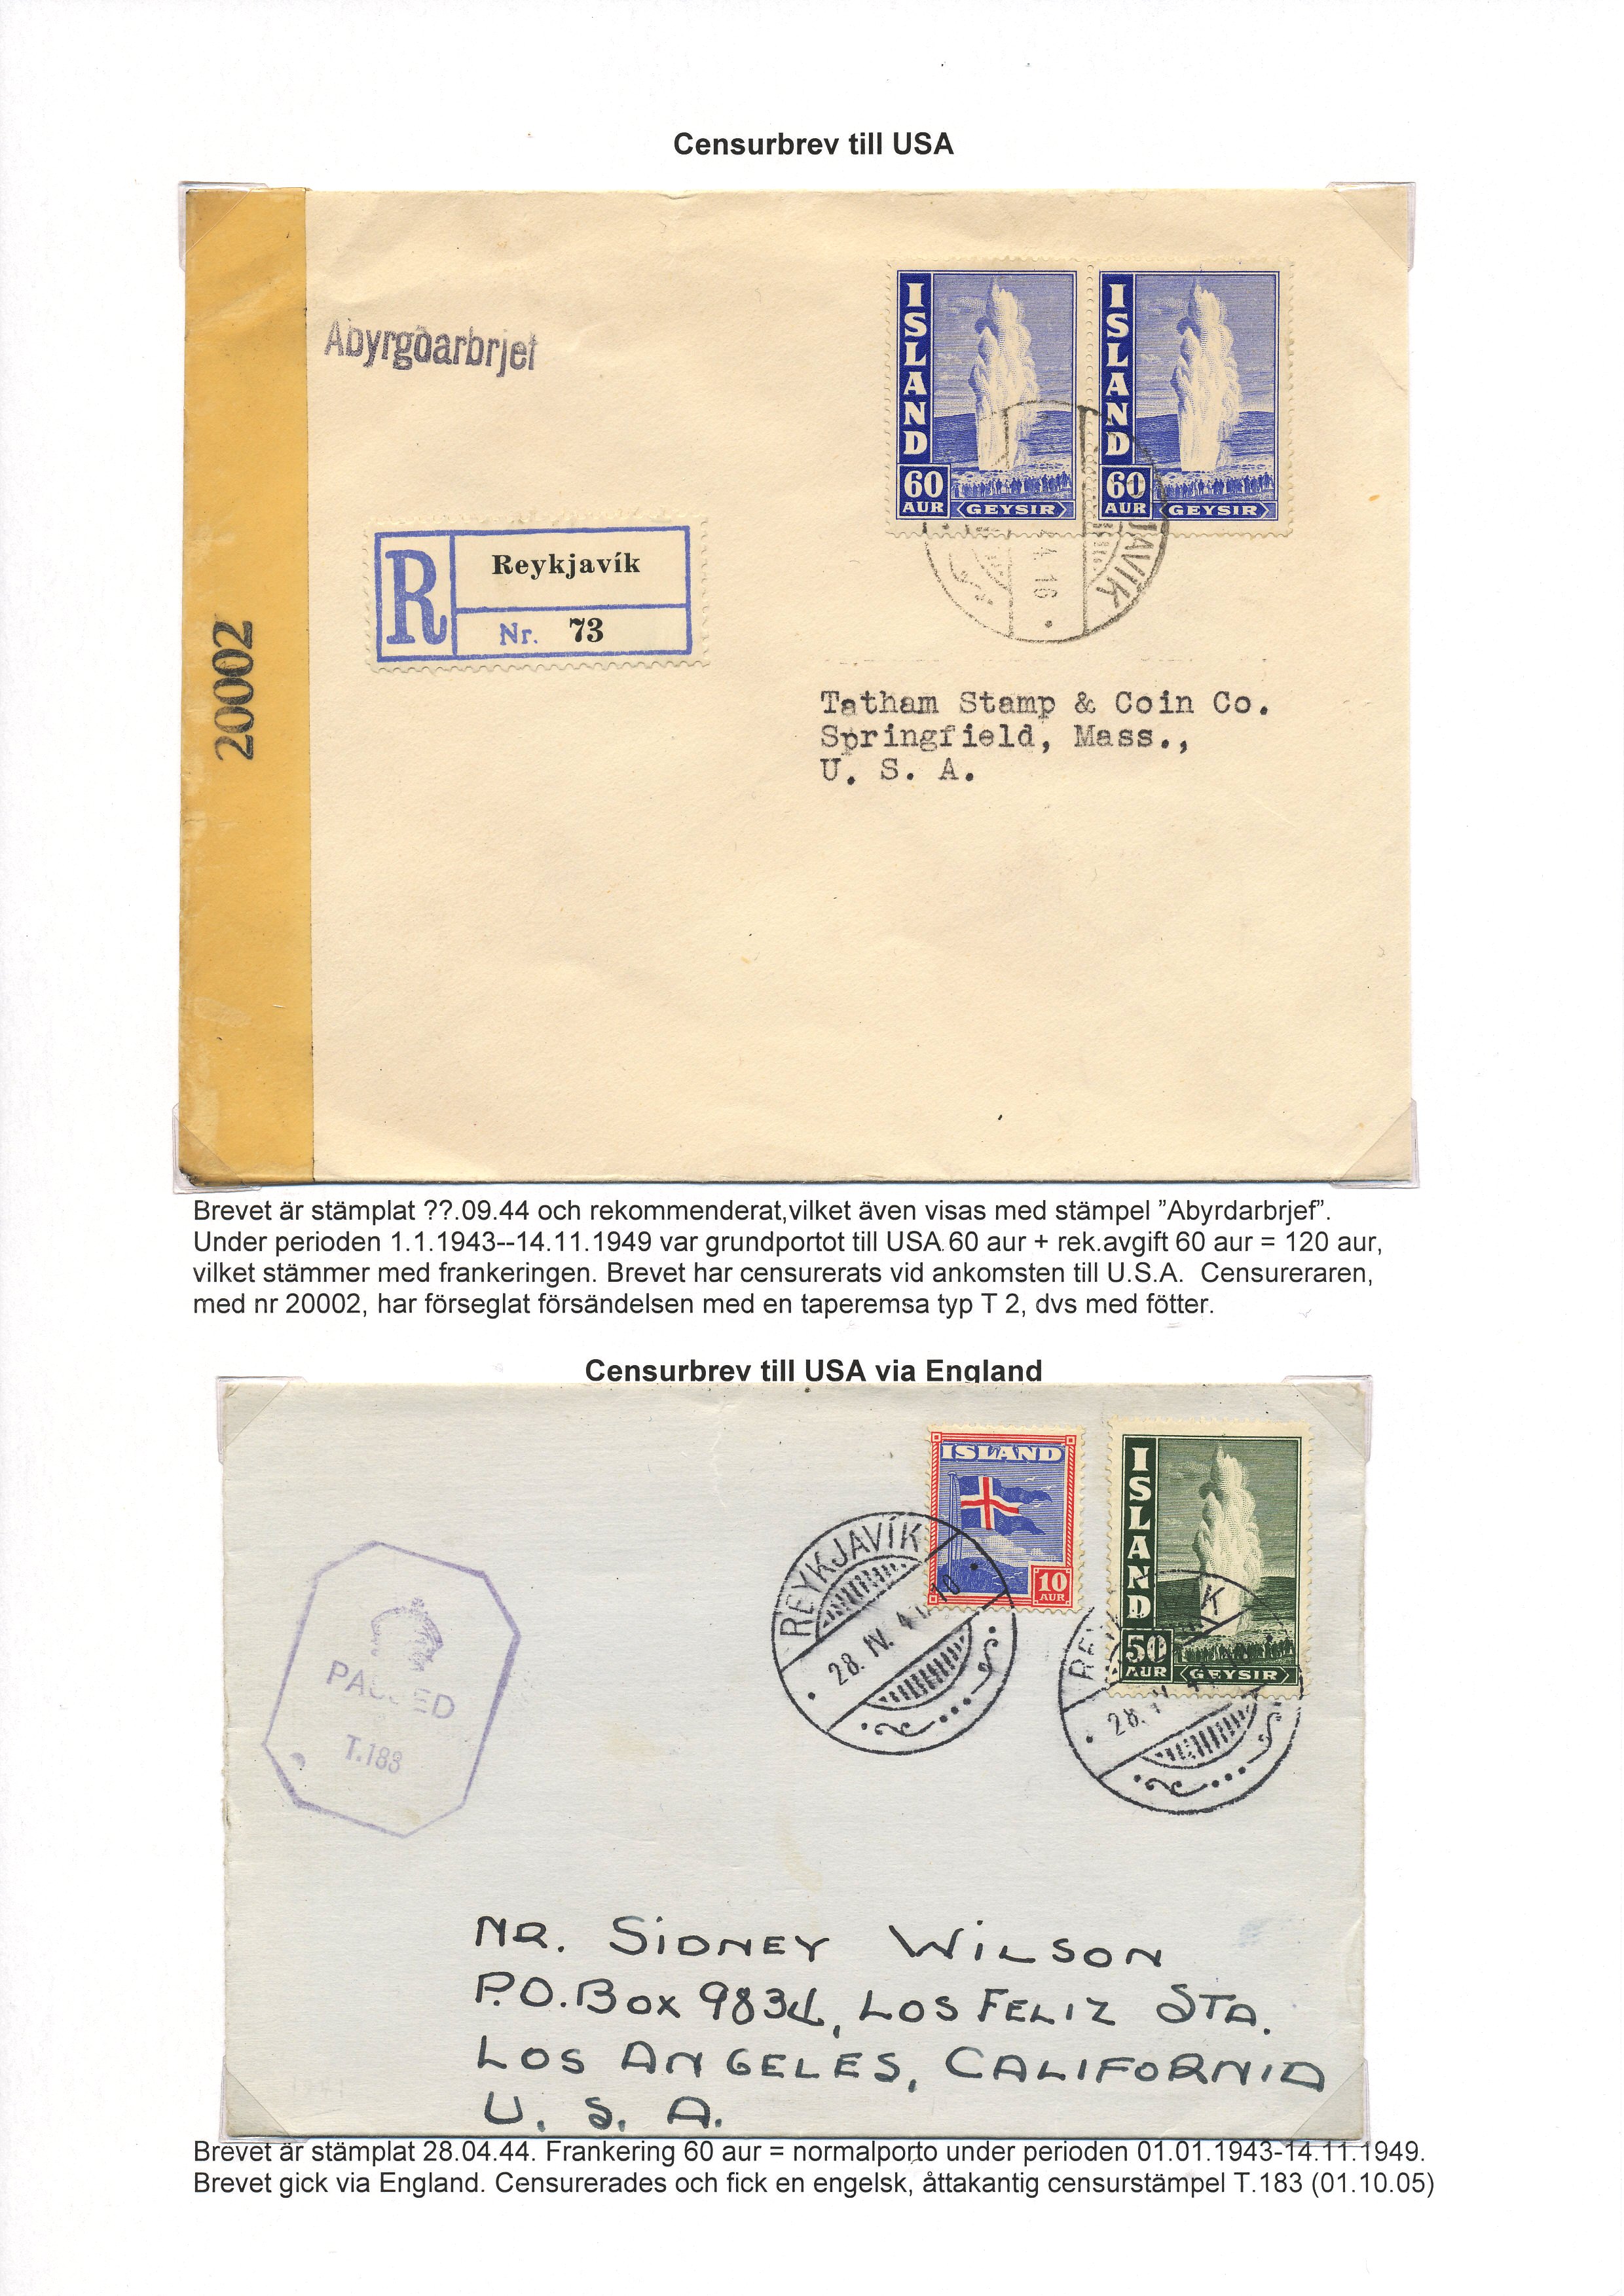 Censurbrev till USA
Abyrgðarbrjef
ISLAND
60
AUR
GEYSIR
ISLAND
60
AUR
GEYSIR
JAVÍK
4.16
R
Reykjavík
Nr. 73
20002
Tatham Stamp & Coin Co.
Springfield, Mass.,
U. S. A.
Brevet är stämplat ??.09.44 och rekommenderat,vilket även visas med stämpel ”Abyrdarbrjef”.
Under perioden 1.1.1943--14.11.1949 var grundportot till USA 60 aur + rek.avgift 60 aur = 120 aur,
vilket stämmer med frankeringen. Brevet har censurerats vid ankomsten till U.S.A. Censureraren,
med nr 20002, har förseglat försändelsen med en taperemsa typ T 2, dvs med fötter.
Censurbrev till USA via England
ISLAND
10
AUR
ISLAND
50
AUR
GEYSIR
REYKJAVÍK
28. IV. 4
28.
PASSED
T.183
MR. SIDNEY WILSON
P.O. BOX 9834, LOS FELIZ STA.
LOS ANGELES, CALIFORNIA
U. S. A.
Brevet är stämplat 28.04.44. Frankering 60 aur = normalporto under perioden 01.01.1943-14.11.1949.
Brevet gick via England. Censurerades och fick en engelsk, åttakantig censurstämpel T.183 (01.10.05)